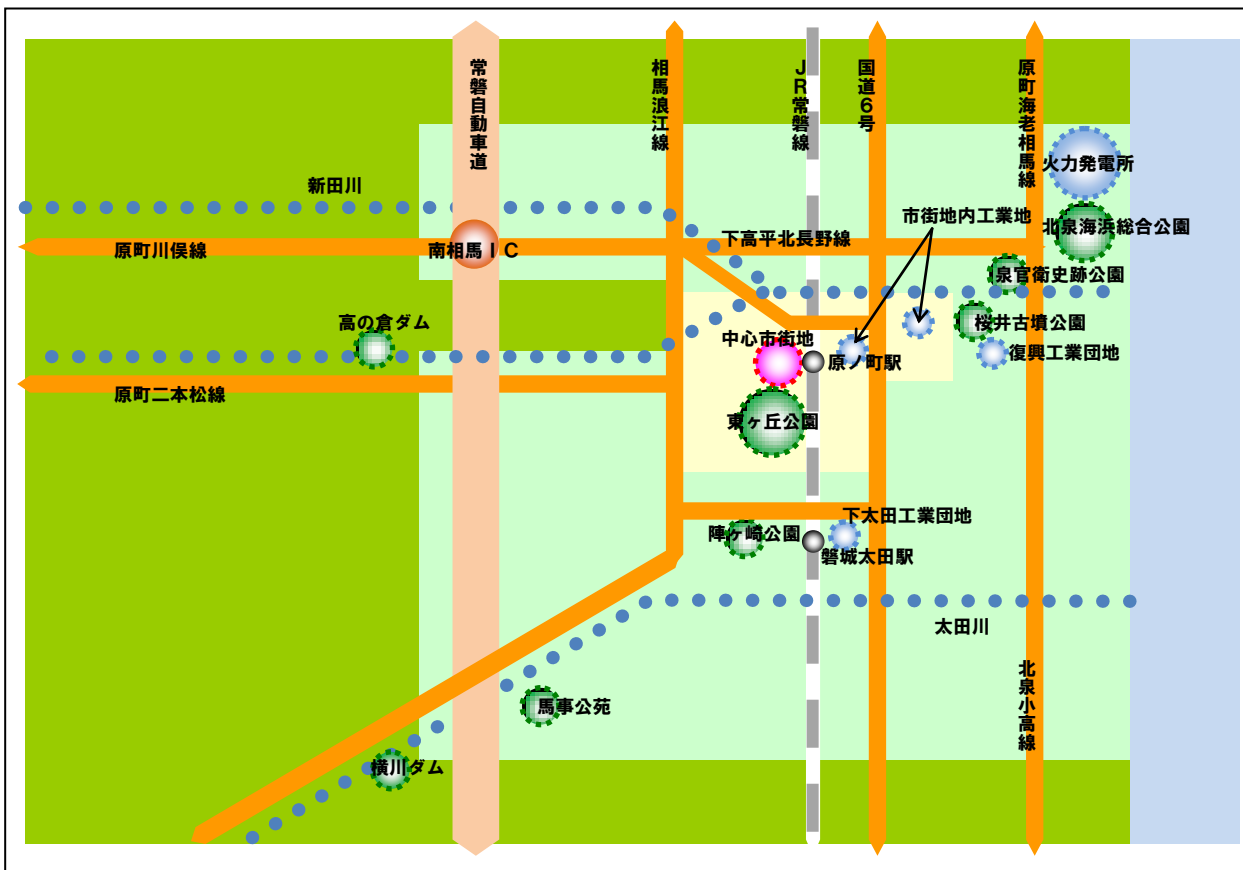 常磐自動車道
相馬浪江線
JR常磐線
国道6号
原町海老相馬線
火力発電所
新田川
市街地内工業地
北泉海浜総合公園
原町川俣線
南相馬IC
下高平北長野線
泉官衛史跡公園
高の倉ダム
中心市街地
原ノ町駅
桜井古墳公園
復興工業団地
原町二本松線
東ヶ丘公園
下太田工業団地
陣ヶ崎公園
磐城太田駅
太田川
北泉小高線
馬事公苑
横川ダム